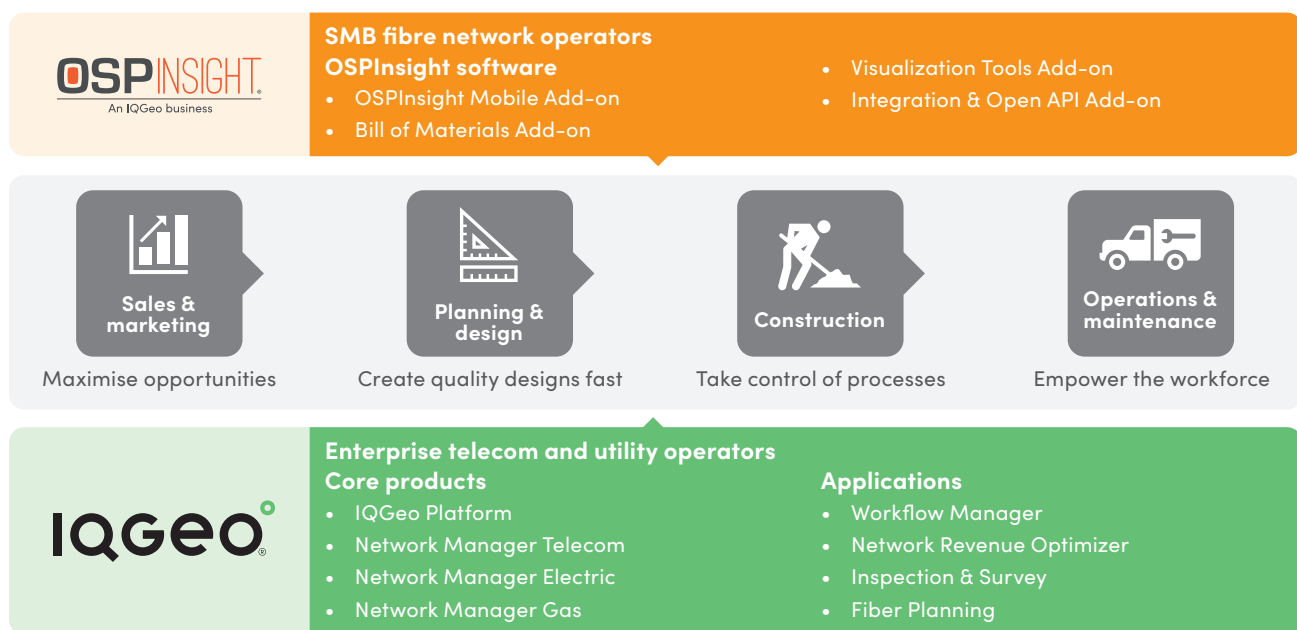 OSPINSIGHT®
An IQGeo business
SMB fibre network operators
OSPInsight software
• OSPInsight Mobile Add-on
• Bill of Materials Add-on
• Visualization Tools Add-on
• Integration & Open API Add-on
Sales &
marketing
Maximise opportunities
Planning &
design
Create quality designs fast
Construction
Take control of processes
Operations &
maintenance
Empower the workforce
IQGeo®
Enterprise telecom and utility operators
Core products
• IQGeo Platform
• Network Manager Telecom
• Network Manager Electric
• Network Manager Gas
Applications
• Workflow Manager
• Network Revenue Optimizer
• Inspection & Survey
• Fiber Planning